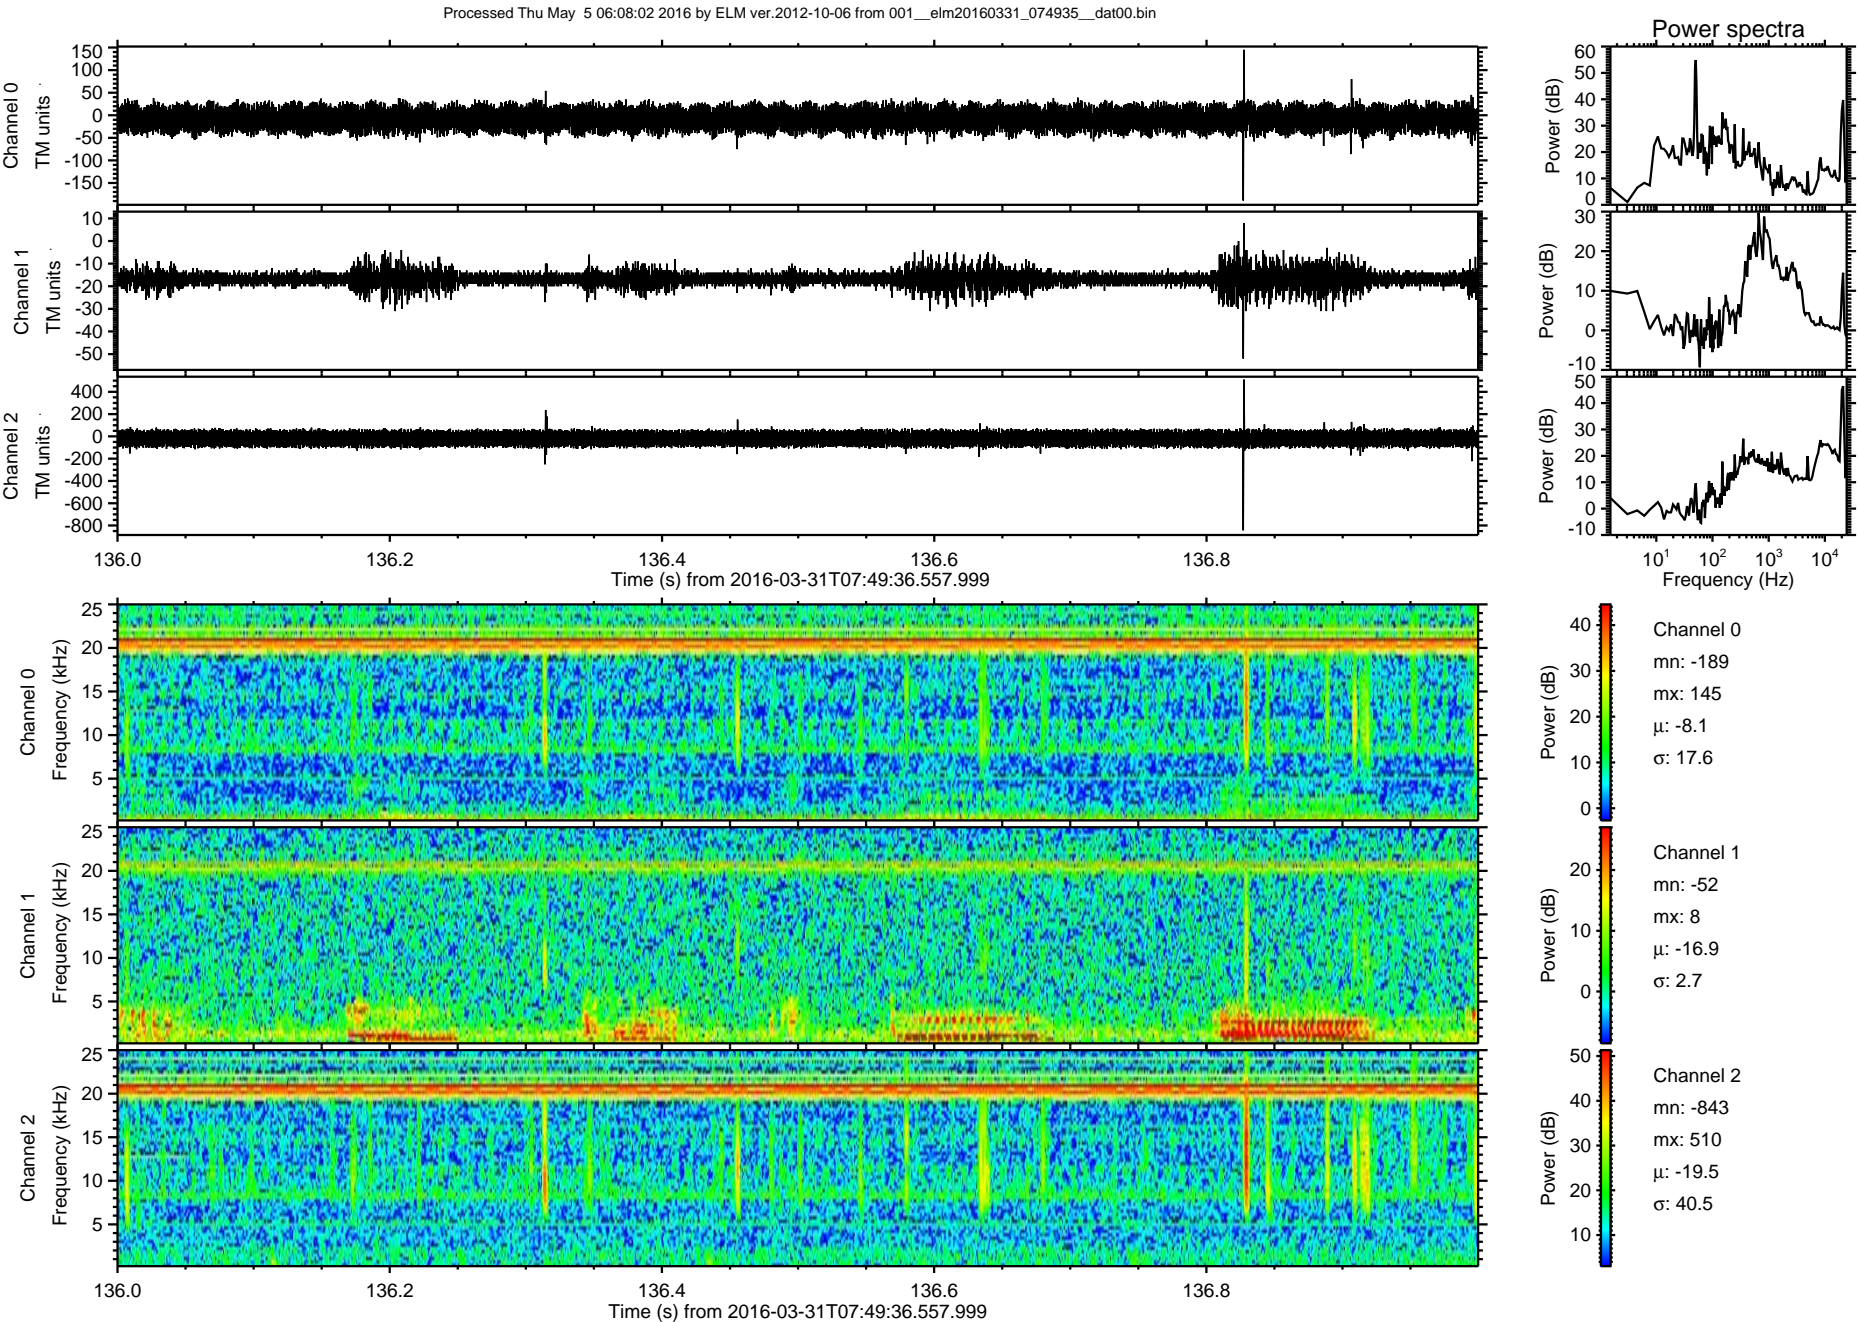 Processed Thu May  5 06:08:02 2016 by ELM ver.2012-10-06 from 001__elm20160331_074935__dat00.bin
Power spectra
Channel 0
TM units
150
100
50
0
-50
-100
-150
Power (dB)
60
50
40
30
20
10
0
Channel 1
TM units
10
0
-10
-20
-30
-40
-50
Power (dB)
30
20
10
0
-10
Channel 2
TM units
400
200
0
-200
-400
-600
-800
Power (dB)
50
40
30
20
10
0
-10
136.0 136.2 136.4 136.6 136.8
Time (s) from 2016-03-31T07:49:36.557.999
10¹ 10² 10³ 10⁴
Frequency (Hz)
Channel 0
Frequency (kHz)
25
20
15
10
5
Power (dB)
40
30
20
10
0
Channel 0
mn: -189
mx: 145
μ: -8.1
σ: 17.6
Channel 1
Frequency (kHz)
25
20
15
10
5
Power (dB)
20
10
0
Channel 1
mn: -52
mx: 8
μ: -16.9
σ: 2.7
Channel 2
Frequency (kHz)
25
20
15
10
5
Power (dB)
50
40
30
20
10
Channel 2
mn: -843
mx: 510
μ: -19.5
σ: 40.5
136.0 136.2 136.4 136.6 136.8
Time (s) from 2016-03-31T07:49:36.557.999